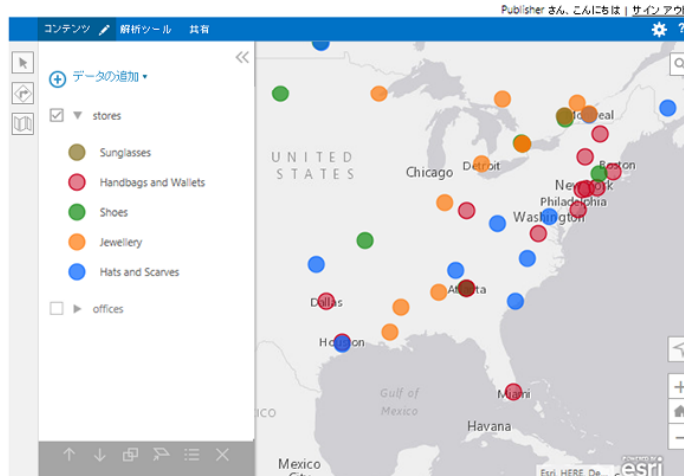 Publisher さん、こんにちは | サイン アウ
コンテンツ 解析ツール 共有
データの追加
stores
Sunglasses
Handbags and Wallets
Shoes
Jewellery
Hats and Scarves
offices
UNITED
STATES
Chicago
Detroit
Montreal
Boston
New York
Philadelphia
Washington
Atlanta
Dallas
Houston
Miami
Gulf of
Mexico
Havana
Mexico
Esri, HERE, De
POWERED BY
esri